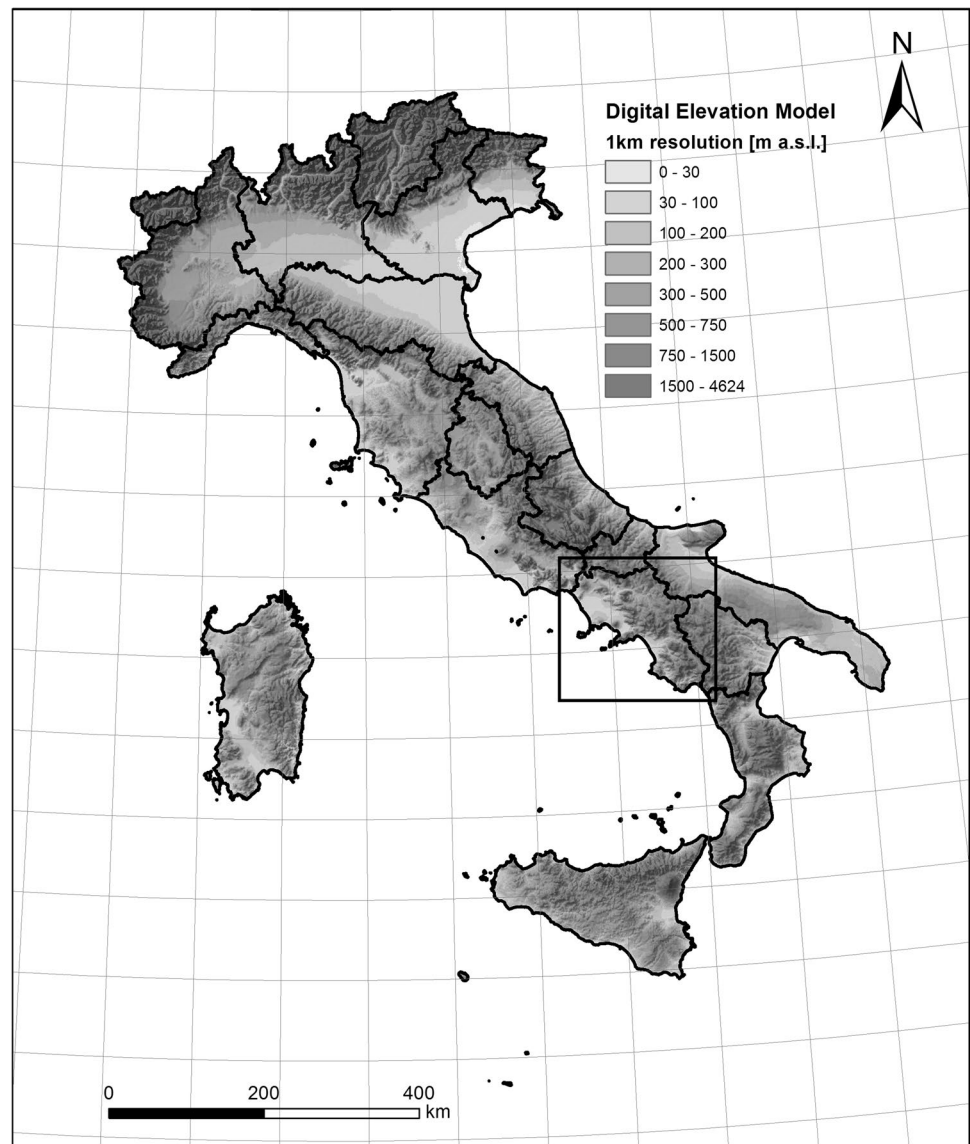 N
Digital Elevation Model
1km resolution [m a.s.l.]
0 - 30
30 - 100
100 - 200
200 - 300
300 - 500
500 - 750
750 - 1500
1500 - 4624
0 200 400
km